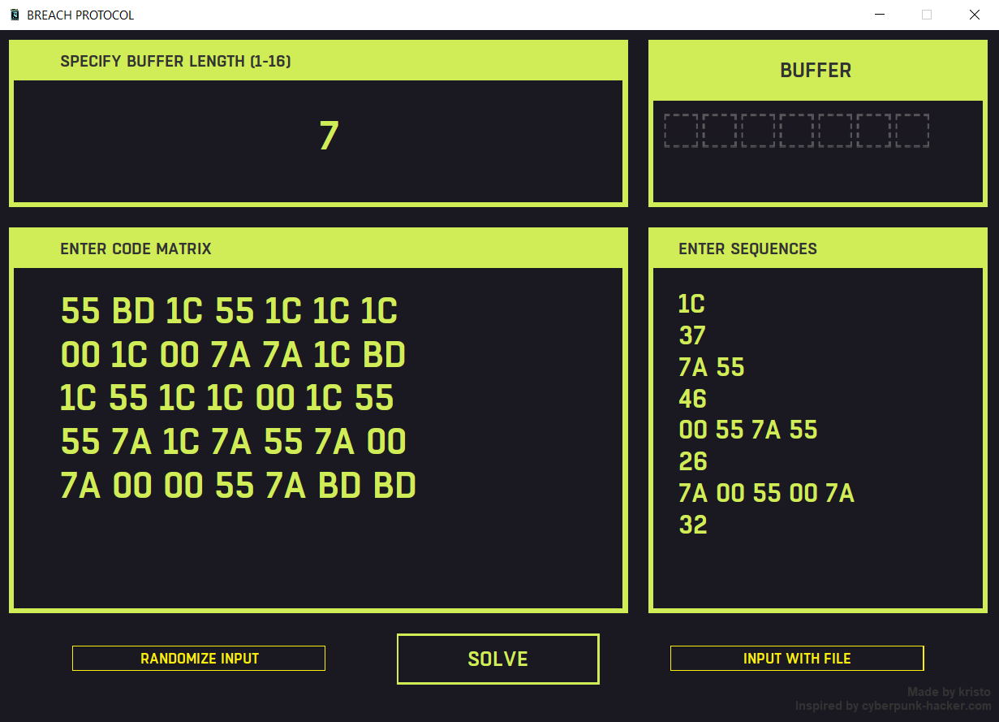 BREACH PROTOCOL
SPECIFY BUFFER LENGTH (1-16)
7
BUFFER
ENTER CODE MATRIX
55 BD 1C 55 1C 1C 1C
00 1C 00 7A 7A 1C BD
1C 55 1C 1C 00 1C 55
55 7A 1C 7A 55 7A 00
7A 00 00 55 7A BD BD
ENTER SEQUENCES
1C
37
7A 55
46
00 55 7A 55
26
7A 00 55 00 7A
32
RANDOMIZE INPUT
SOLVE
INPUT WITH FILE
Made by kristo
Inspired by cyberpunk-hacker.com